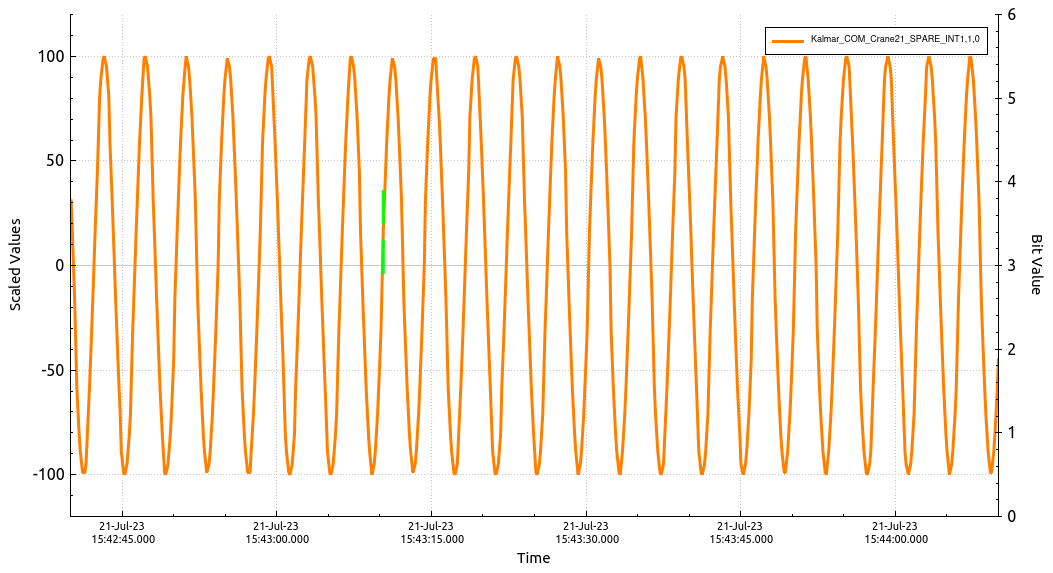 Kalmar_COM_Crane21_SPARE_INT1,1,0
Scaled Values
100
50
0
-50
-100
6
5
4
3
2
1
0
Bit Value
21-Jul-23
15:42:45.000
21-Jul-23
15:43:00.000
21-Jul-23
15:43:15.000
21-Jul-23
15:43:30.000
21-Jul-23
15:43:45.000
21-Jul-23
15:44:00.000
Time